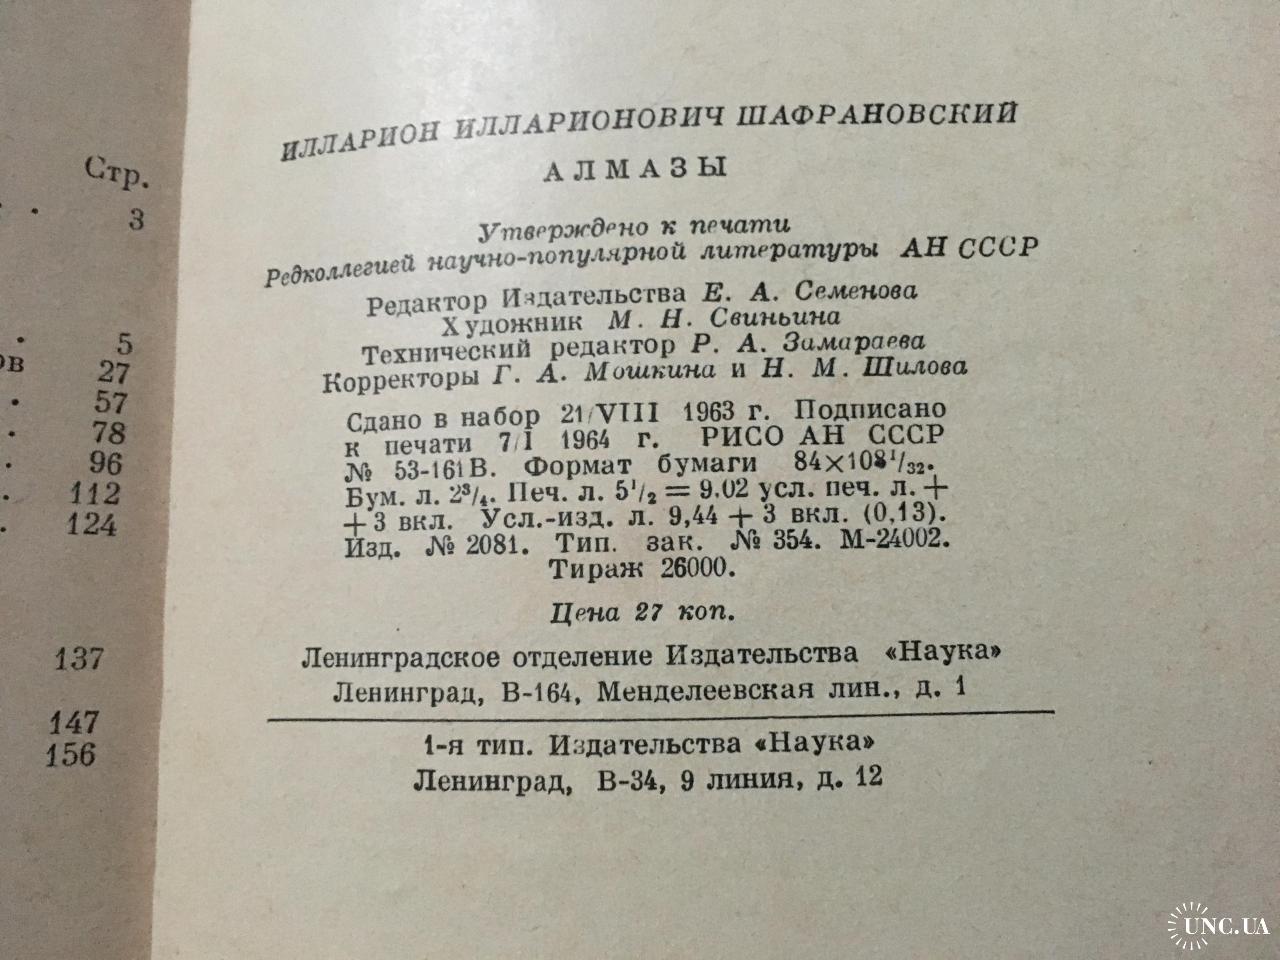 Стр.
3
5
ов 27
57
78
96
112
124
137
147
156
ИЛЛАРИОН ИЛЛАРИОНОВИЧ ШАФРАНОВСКИЙ
АЛМАЗЫ
Утверждено к печати
Редколлегией научно-популярной литературы АН СССР
Редактор Издательства Е. А. Семенова
Художник М. Н. Свиньина
Технический редактор Р. А. Замараева
Корректоры Г. А. Мошкина и Н. М. Шилова
Сдано в набор 21/VIII 1963 г. Подписано
к печати 7/I 1964 г. РИСО АН СССР
№ 53-161В. Формат бумаги 84×108¹/₃₂.
Бум. л. 2³/₄. Печ. л. 5¹/₂ = 9.02 усл. печ. л. +
+ 3 вкл. Усл.-изд. л. 9,44 + 3 вкл. (0,13).
Изд. № 2081. Тип. зак. № 354. М-24002.
Тираж 26000.
Цена 27 коп.
Ленинградское отделение Издательства «Наука»
Ленинград, В-164, Менделеевская лин., д. 1
1-я тип. Издательства «Наука»
Ленинград, В-34, 9 линия, д. 12
UNC.UA